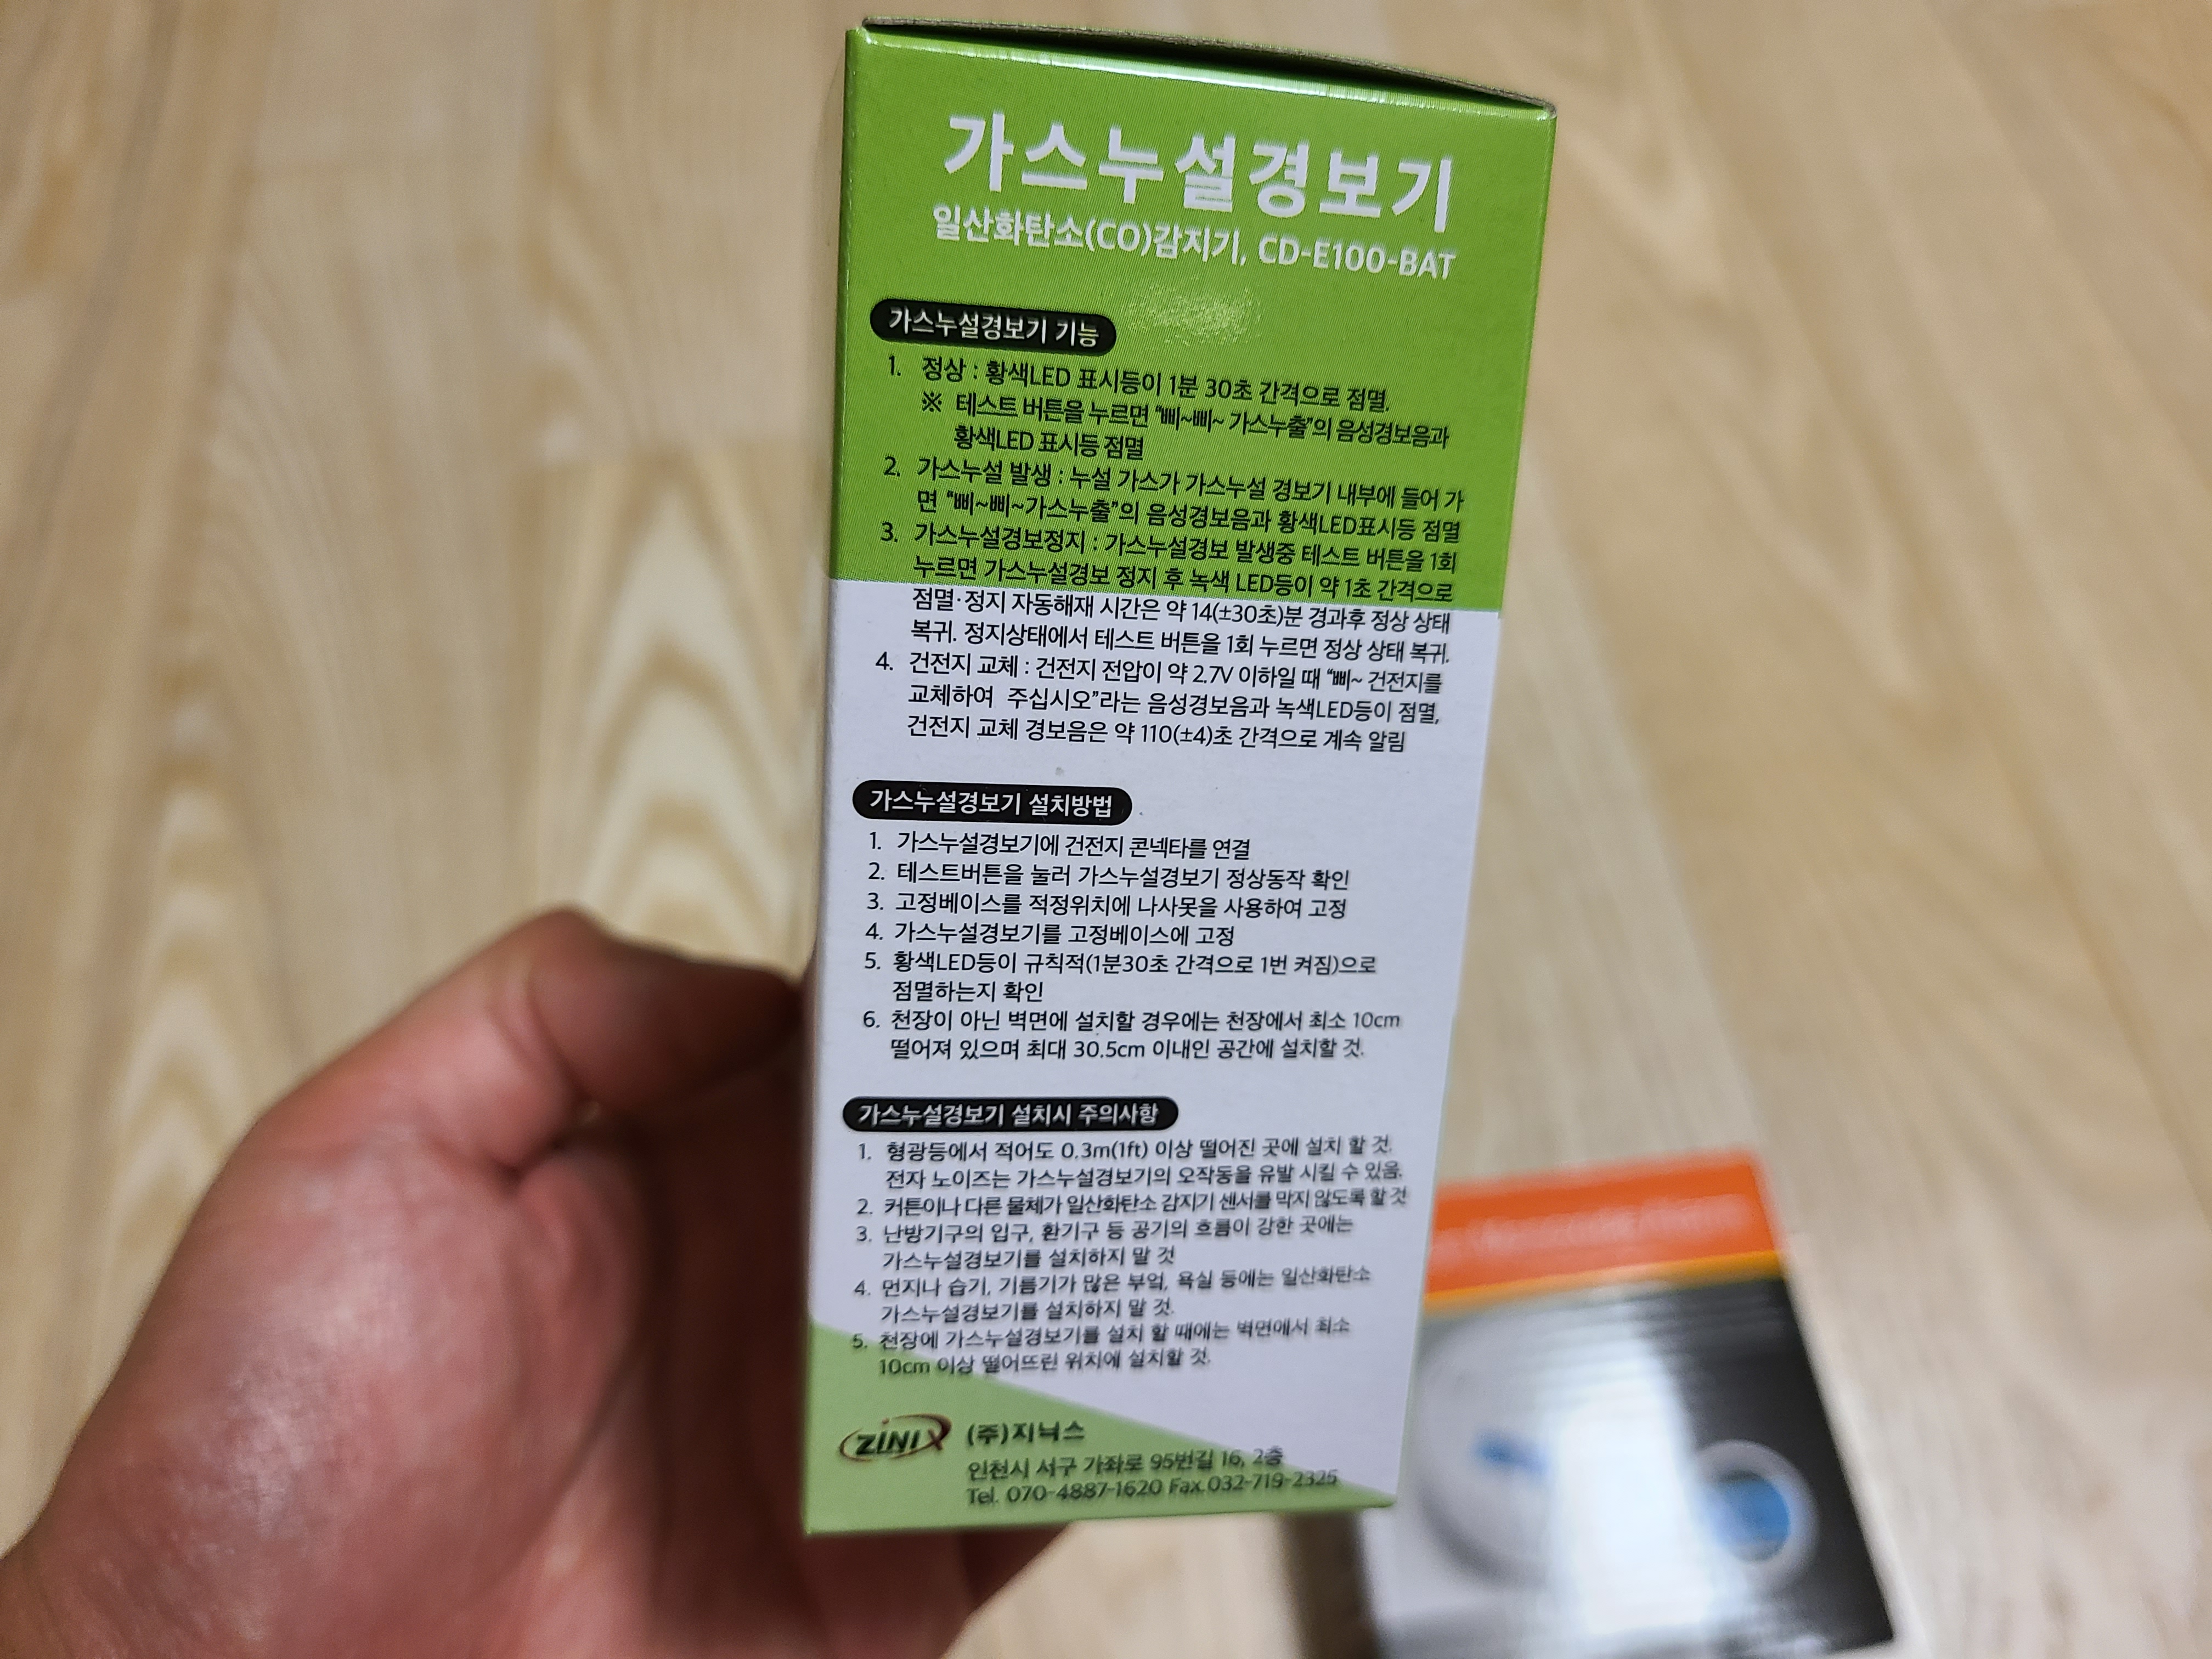 가스누설경보기
일산화탄소(CO)감지기, CD-E100-BAT
가스누설경보기 기능
1. 정상 : 황색LED 표시등이 1분 30초 간격으로 점멸.
※ 테스트 버튼을 누르면 “삐~삐~ 가스누출”의 음성경보음과
황색LED 표시등 점멸
2. 가스누설 발생 : 누설 가스가 가스누설 경보기 내부에 들어 가
면 “삐~삐~가스누출”의 음성경보음과 황색LED표시등 점멸
3. 가스누설경보정지 : 가스누설경보 발생중 테스트 버튼을 1회
누르면 가스누설경보 정지 후 녹색 LED등이 약 1초 간격으로
점멸·정지 자동해재 시간은 약 14(±30초)분 경과후 정상 상태
복귀. 정지상태에서 테스트 버튼을 1회 누르면 정상 상태 복귀.
4. 건전지 교체 : 건전지 전압이 약 2.7V 이하일 때 “삐~ 건전지를
교체하여 주십시오”라는 음성경보음과 녹색LED등이 점멸,
건전지 교체 경보음은 약 110(±4)초 간격으로 계속 알림
가스누설경보기 설치방법
1. 가스누설경보기에 건전지 콘넥타를 연결
2. 테스트버튼을 눌러 가스누설경보기 정상동작 확인
3. 고정베이스를 적정위치에 나사못을 사용하여 고정
4. 가스누설경보기를 고정베이스에 고정
5. 황색LED등이 규칙적(1분30초 간격으로 1번 켜짐)으로
점멸하는지 확인
6. 천장이 아닌 벽면에 설치할 경우에는 천장에서 최소 10cm
떨어져 있으며 최대 30.5cm 이내인 공간에 설치할 것.
가스누설경보기 설치시 주의사항
1. 형광등에서 적어도 0.3m(1ft) 이상 떨어진 곳에 설치 할 것.
전자 노이즈는 가스누설경보기의 오작동을 유발 시킬 수 있음.
2. 커튼이나 다른 물체가 일산화탄소 감지기 센서를 막지 않도록 할 것
3. 난방기구의 입구, 환기구 등 공기의 흐름이 강한 곳에는
가스누설경보기를 설치하지 말 것
4. 먼지나 습기, 기름기가 많은 부엌, 욕실 등에는 일산화탄소
가스누설경보기를 설치하지 말 것.
5. 천장에 가스누설경보기를 설치 할 때에는 벽면에서 최소
10cm 이상 떨어뜨린 위치에 설치할 것.
ZINIX (주)지닉스
인천시 서구 가좌로 95번길 16, 2층
Tel. 070-4887-1620 Fax.032-719-2325